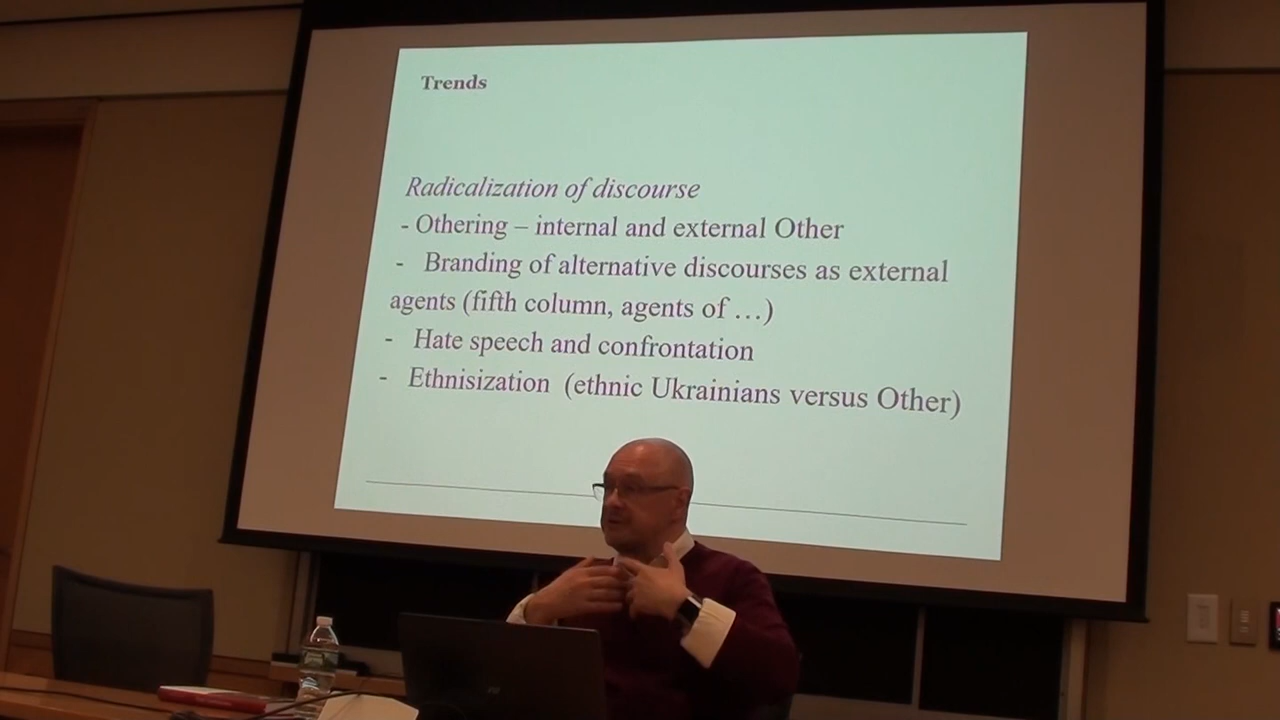 Trends
Radicalization of discourse
- Othering – internal and external Other
- Branding of alternative discourses as external
agents (fifth column, agents of …)
- Hate speech and confrontation
- Ethnisization (ethnic Ukrainians versus Other)